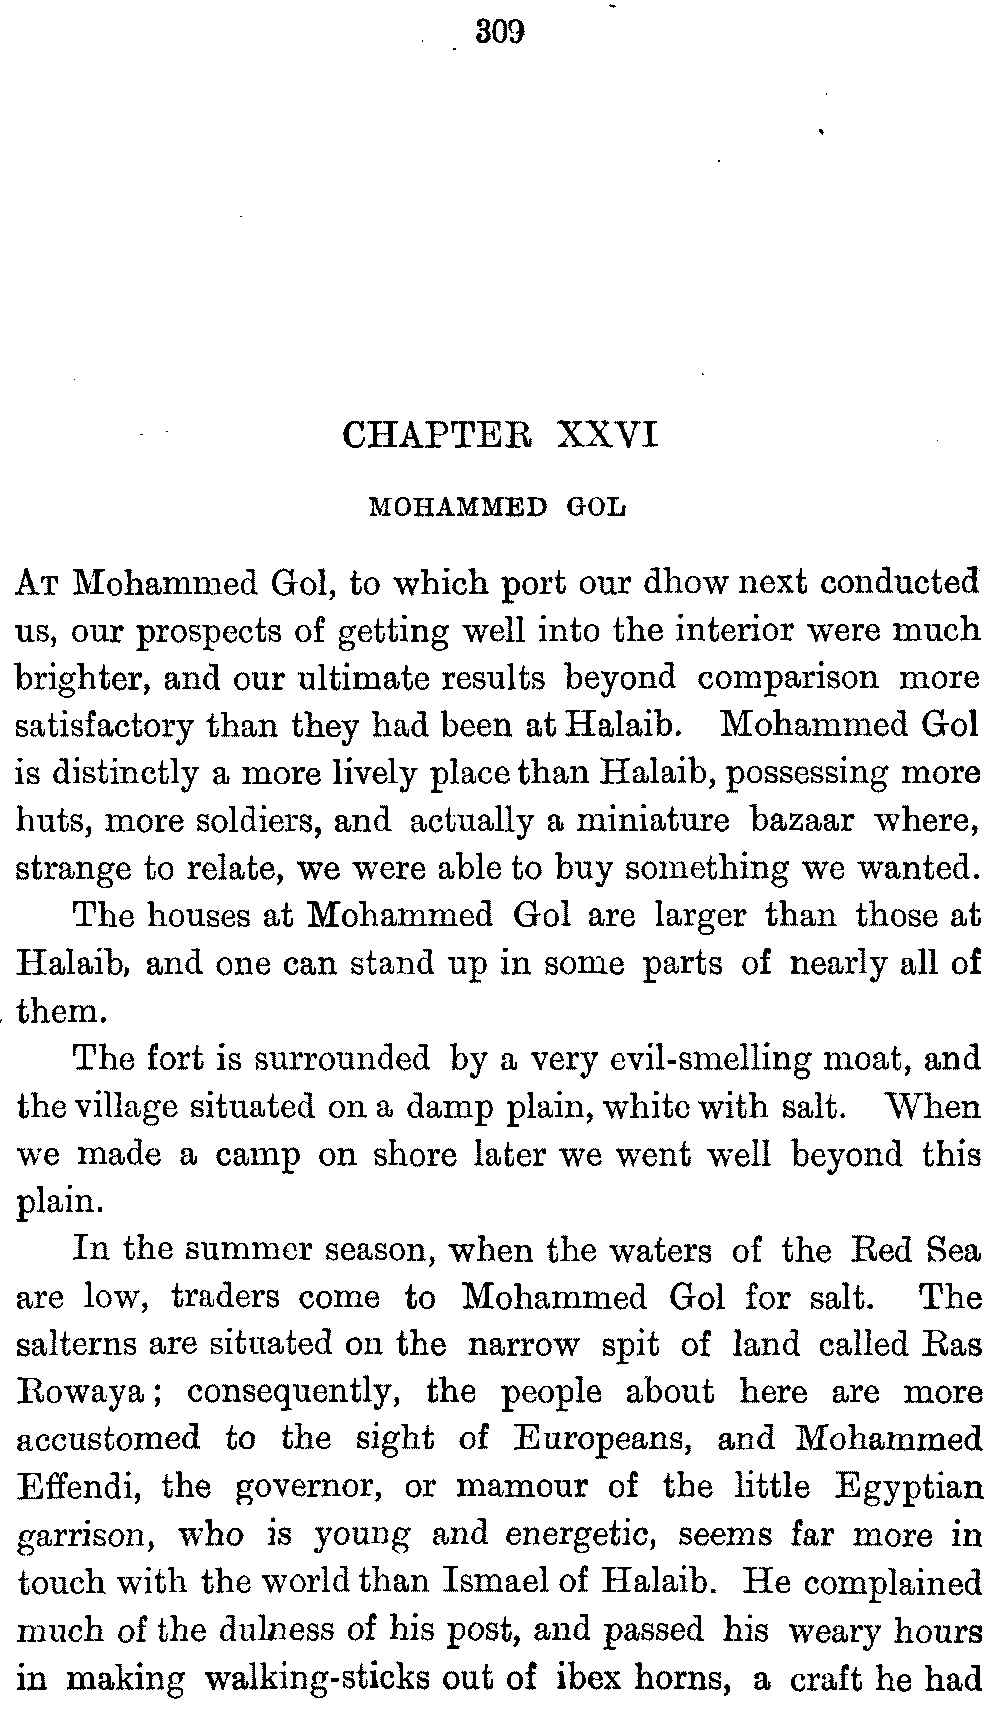 309
CHAPTER XXVI
MOHAMMED GOL
AT Mohammed Gol, to which port our dhow next conducted
us, our prospects of getting well into the interior were much
brighter, and our ultimate results beyond comparison more
satisfactory than they had been at Halaib. Mohammed Gol
is distinctly a more lively place than Halaib, possessing more
huts, more soldiers, and actually a miniature bazaar where,
strange to relate, we were able to buy something we wanted.
The houses at Mohammed Gol are larger than those at
Halaib, and one can stand up in some parts of nearly all of
them.
The fort is surrounded by a very evil-smelling moat, and
the village situated on a damp plain, white with salt. When
we made a camp on shore later we went well beyond this
plain.
In the summer season, when the waters of the Red Sea
are low, traders come to Mohammed Gol for salt. The
salterns are situated on the narrow spit of land called Ras
Rowaya; consequently, the people about here are more
accustomed to the sight of Europeans, and Mohammed
Effendi, the governor, or mamour of the little Egyptian
garrison, who is young and energetic, seems far more in
touch with the world than Ismael of Halaib. He complained
much of the dulness of his post, and passed his weary hours
in making walking-sticks out of ibex horns, a craft he had